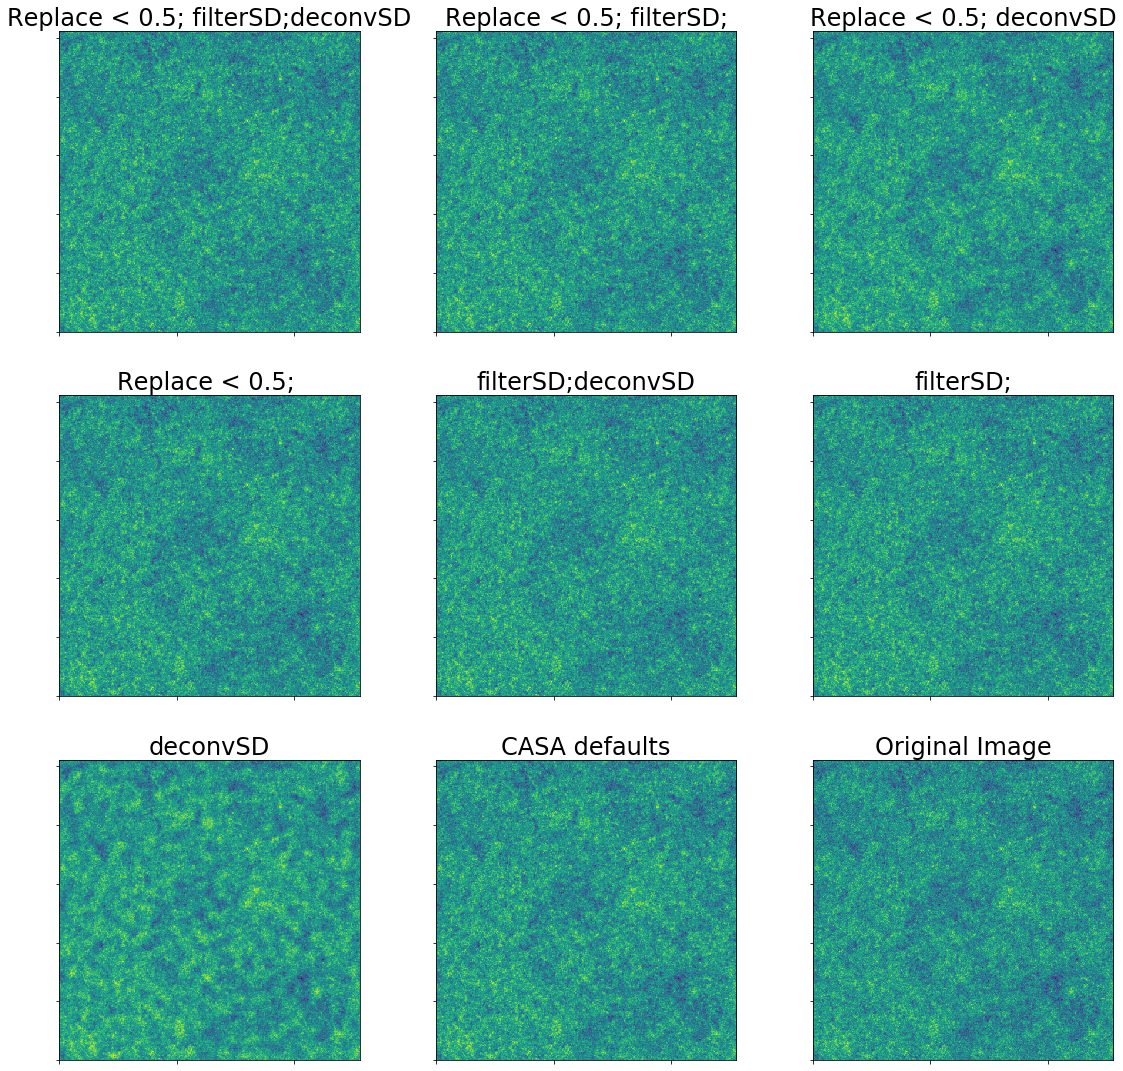 Replace < 0.5; filterSD;deconvSD
Replace < 0.5; filterSD;
Replace < 0.5; deconvSD
Replace < 0.5;
filterSD;deconvSD
filterSD;
deconvSD
CASA defaults
Original Image